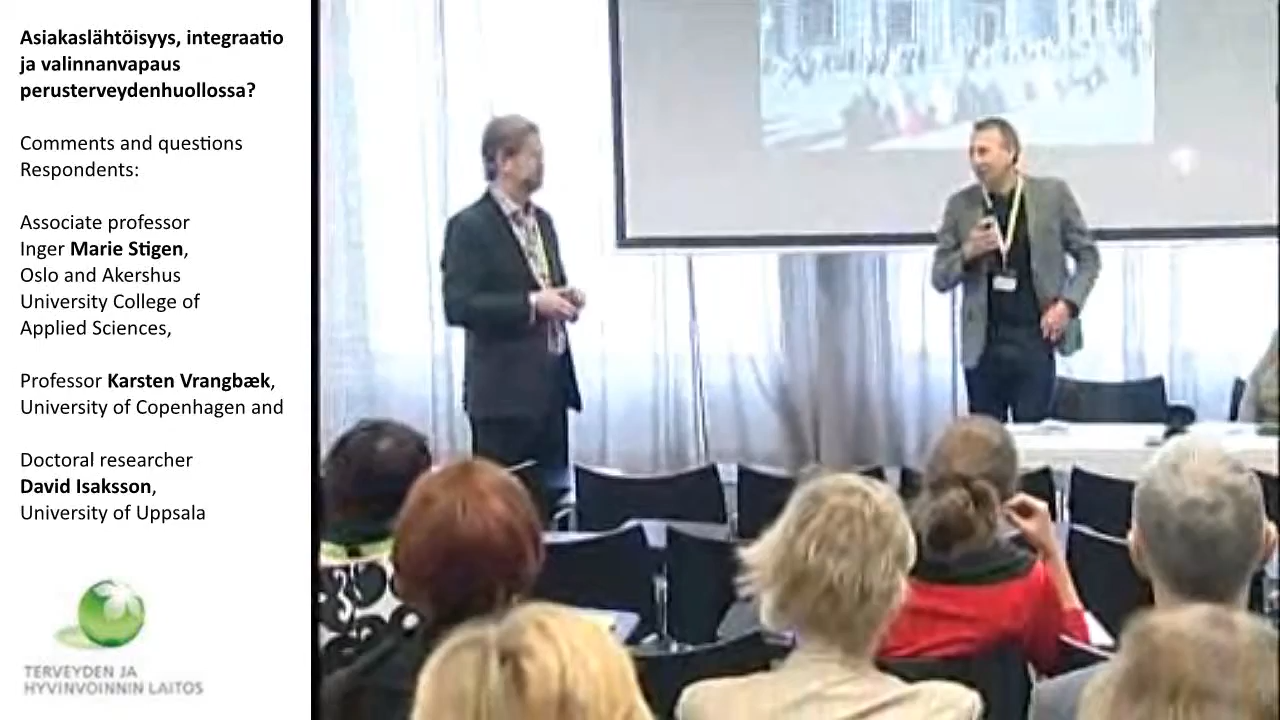 Asiakaslähtöisyys, integraatio
ja valinnanvapaus
perusterveydenhuollossa?
Comments and questions
Respondents:
Associate professor
Inger Marie Stigen,
Oslo and Akershus
University College of
Applied Sciences,
Professor Karsten Vrangbæk,
University of Copenhagen and
Doctoral researcher
David Isaksson,
University of Uppsala
TERVEYDEN JA
HYVINVOINNIN LAITOS